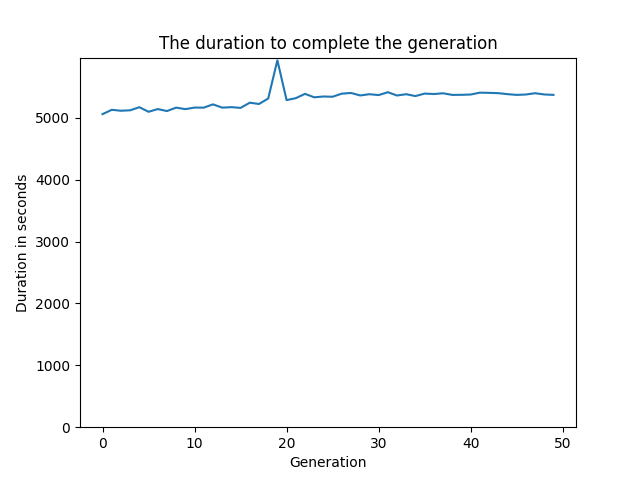 The duration to complete the generation
Duration in seconds
5000
4000
3000
2000
1000
0
0 10 20 30 40 50
Generation